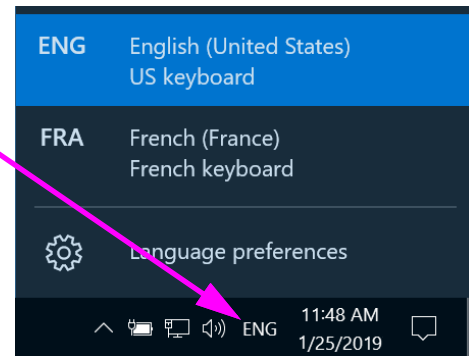 ENG English (United States)
US keyboard
FRA French (France)
French keyboard
Language preferences
ENG 11:48 AM
1/25/2019